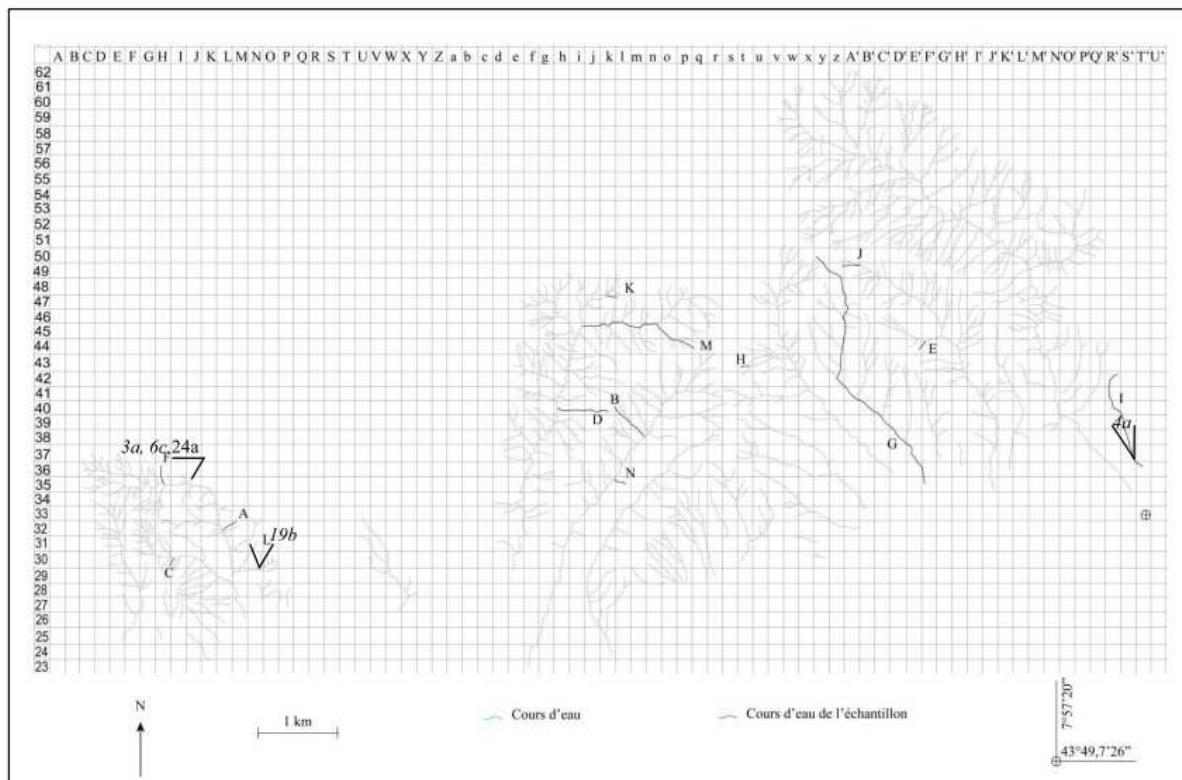 A B C D E F G H I J K L M N O P Q R S T U V W X Y Z a b c d e f g h i j k l m n o p q r s t u v w x y z A' B' C' D' E' F' G' H' I' J' K' L' M' N' O' P' Q' R' S' T' U'
62
61
60
59
58
57
56
55
54
53
52
51
50
49
48
47
46
45
44
43
42
41
40
39
38
37
36
35
34
33
32
31
30
29
28
27
26
25
24
23
J
K
M
E
H
I
B
D
4a
G
3a, 6c, 24a
F
N
A
L 19b
C
N
1 km
Cours d'eau
Cours d'eau de l'échantillon
7°57'20"
43°49,7'26"